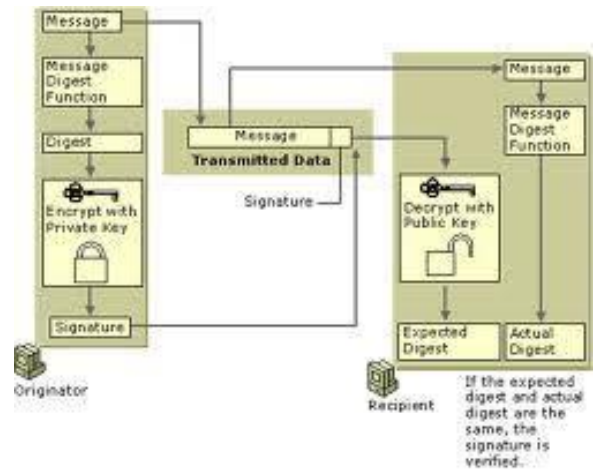 Message
Message
Digest
Function
Digest
Encrypt with
Private Key
Signature
Originator
Message
Transmitted Data
Signature
Message
Message
Digest
Function
Decrypt with
Public Key
Expected
Digest
Actual
Digest
Recipient
If the expected
digest and actual
digest are the
same, the
signature is
verified.